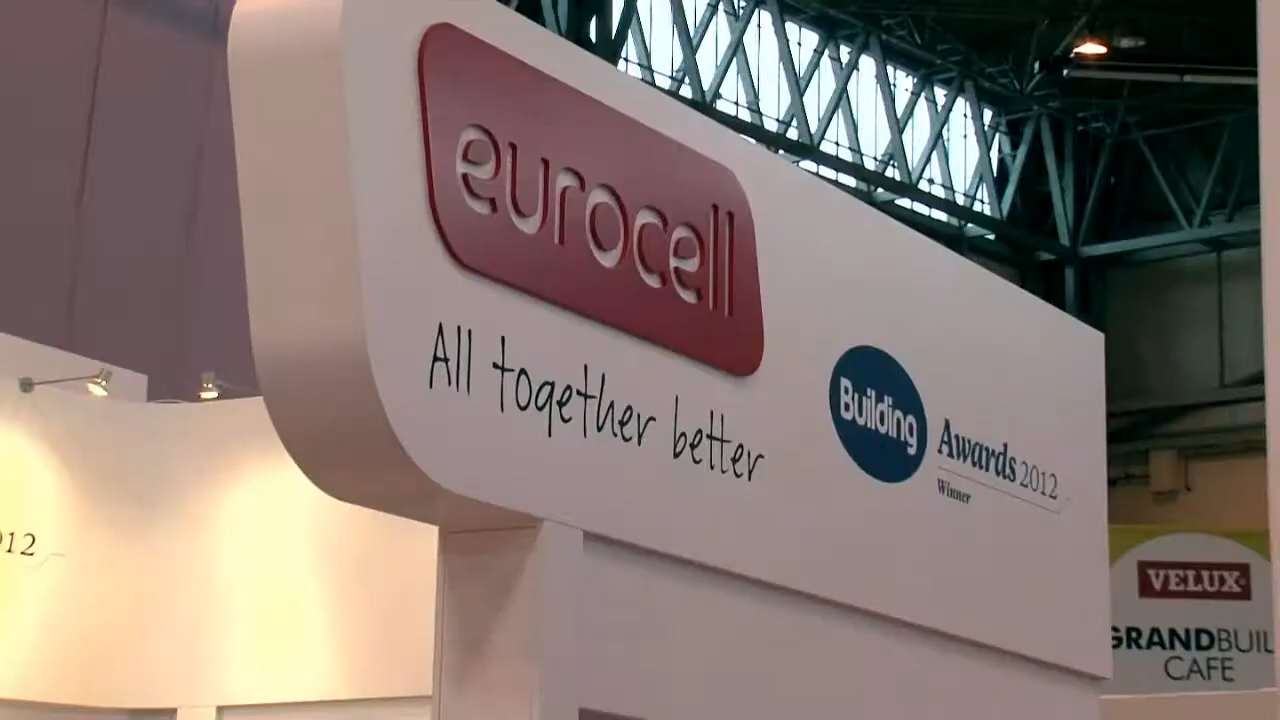 eurocell
All together better
Building
Awards 2012
Winner
012
VELUX
GRANDBUIL
CAFE